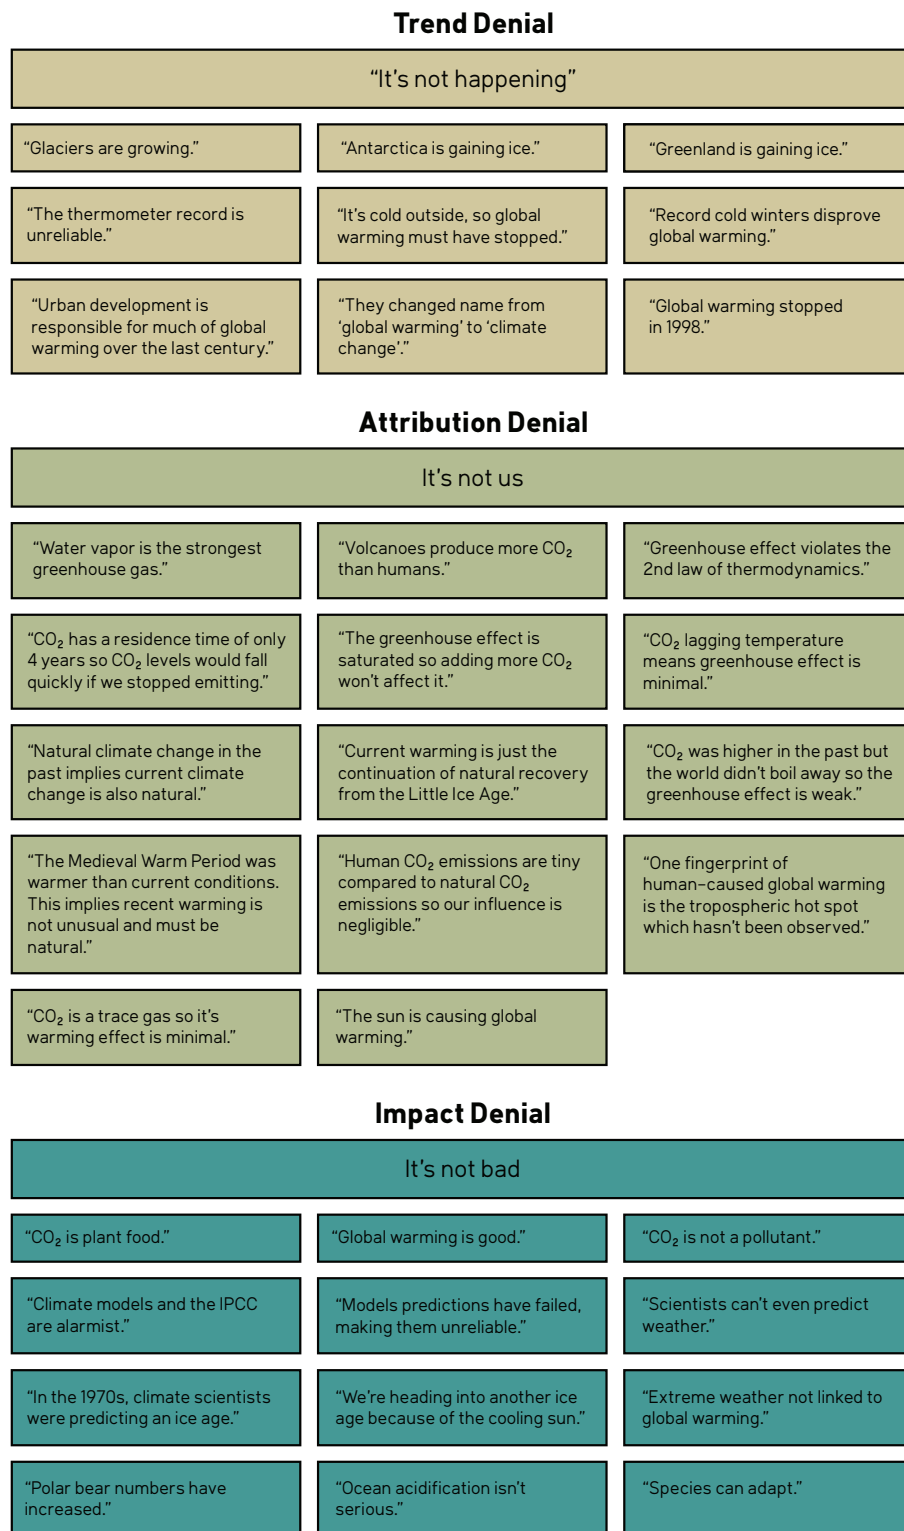 Trend Denial
“It’s not happening”
“Glaciers are growing.”
“Antarctica is gaining ice.”
“Greenland is gaining ice.”
“The thermometer record is
unreliable.”
“It’s cold outside, so global
warming must have stopped.”
“Record cold winters disprove
global warming.”
“Urban development is
responsible for much of global
warming over the last century.”
“They changed name from
‘global warming’ to ‘climate
change’.”
“Global warming stopped
in 1998.”
Attribution Denial
It’s not us
“Water vapor is the strongest
greenhouse gas.”
“Volcanoes produce more CO₂
than humans.”
“Greenhouse effect violates the
2nd law of thermodynamics.”
“CO₂ has a residence time of only
4 years so CO₂ levels would fall
quickly if we stopped emitting.”
“The greenhouse effect is
saturated so adding more CO₂
won’t affect it.”
“CO₂ lagging temperature
means greenhouse effect is
minimal.”
“Natural climate change in the
past implies current climate
change is also natural.”
“Current warming is just the
continuation of natural recovery
from the Little Ice Age.”
“CO₂ was higher in the past but
the world didn’t boil away so the
greenhouse effect is weak.”
“The Medieval Warm Period was
warmer than current conditions.
This implies recent warming is
not unusual and must be
natural.”
“Human CO₂ emissions are tiny
compared to natural CO₂
emissions so our influence is
negligible.”
“One fingerprint of
human–caused global warming
is the tropospheric hot spot
which hasn’t been observed.”
“CO₂ is a trace gas so it’s
warming effect is minimal.”
“The sun is causing global
warming.”
Impact Denial
It’s not bad
“CO₂ is plant food.”
“Global warming is good.”
“CO₂ is not a pollutant.”
“Climate models and the IPCC
are alarmist.”
“Models predictions have failed,
making them unreliable.”
“Scientists can’t even predict
weather.”
“In the 1970s, climate scientists
were predicting an ice age.”
“We’re heading into another ice
age because of the cooling sun.”
“Extreme weather not linked to
global warming.”
“Polar bear numbers have
increased.”
“Ocean acidification isn’t
serious.”
“Species can adapt.”